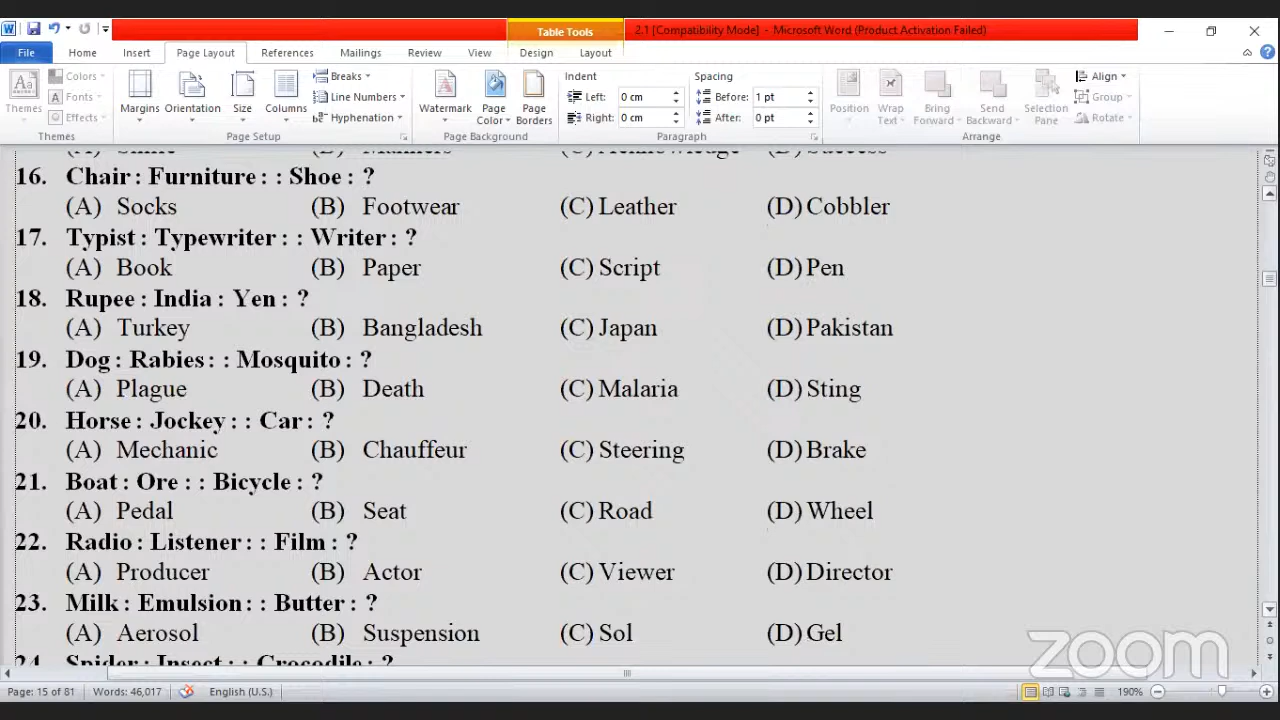 Table Tools
2.1 [Compatibility Mode] - Microsoft Word (Product Activation Failed)
File Home Insert Page Layout References Mailings Review View Design Layout
Themes Colors Fonts Effects Margins Orientation Size Columns Breaks Line Numbers Hyphenation Watermark Page Color Page Borders Indent Left: 0 cm Right: 0 cm Spacing Before: 1 pt After: 0 pt Position Wrap Text Bring Forward Send Backward Selection Pane Align Group Rotate
Themes Page Setup Page Background Paragraph Arrange
16. Chair : Furniture : : Shoe : ?
(A) Socks (B) Footwear (C) Leather (D) Cobbler
17. Typist : Typewriter : : Writer : ?
(A) Book (B) Paper (C) Script (D) Pen
18. Rupee : India : Yen : ?
(A) Turkey (B) Bangladesh (C) Japan (D) Pakistan
19. Dog : Rabies : : Mosquito : ?
(A) Plague (B) Death (C) Malaria (D) Sting
20. Horse : Jockey : : Car : ?
(A) Mechanic (B) Chauffeur (C) Steering (D) Brake
21. Boat : Ore : : Bicycle : ?
(A) Pedal (B) Seat (C) Road (D) Wheel
22. Radio : Listener : : Film : ?
(A) Producer (B) Actor (C) Viewer (D) Director
23. Milk : Emulsion : : Butter : ?
(A) Aerosol (B) Suspension (C) Sol (D) Gel
24. Spider : Insect : : Crocodile : ?
zoom
Page: 15 of 81 Words: 46,017 English (U.S.) 190%